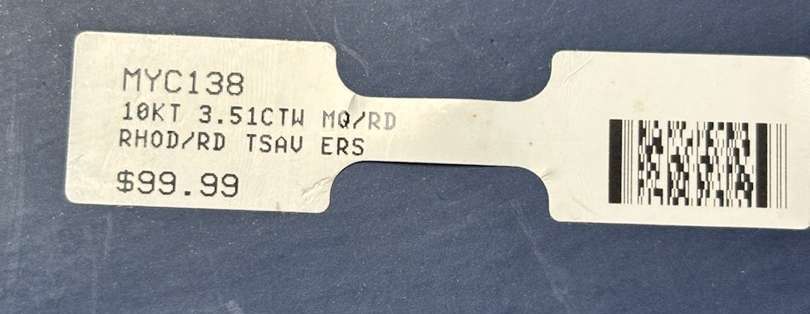 MYC138
10KT 3.51CTW MQ/RD
RHOD/RD TSAV ERS
$99.99